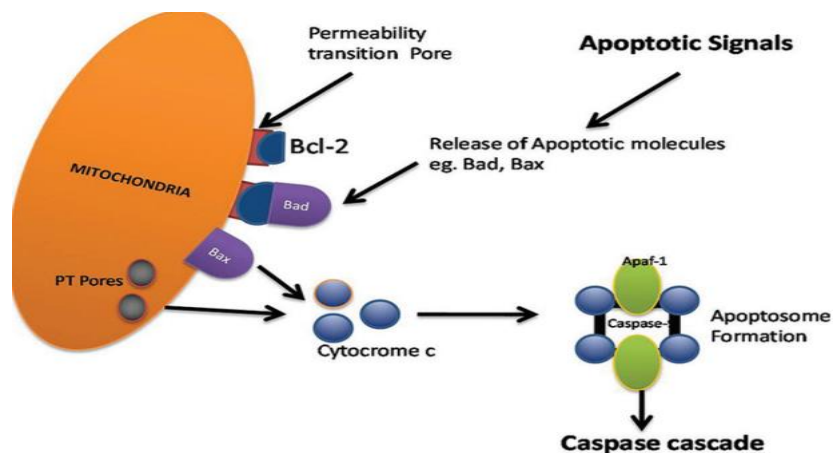 Permeability
transition Pore
Apoptotic Signals
Bcl-2
Release of Apoptotic molecules
eg. Bad, Bax
MITOCHONDRIA
Bad
Bax
PT Pores
Apaf-1
Caspase-9
Apoptosome
Formation
Cytocrome c
Caspase cascade